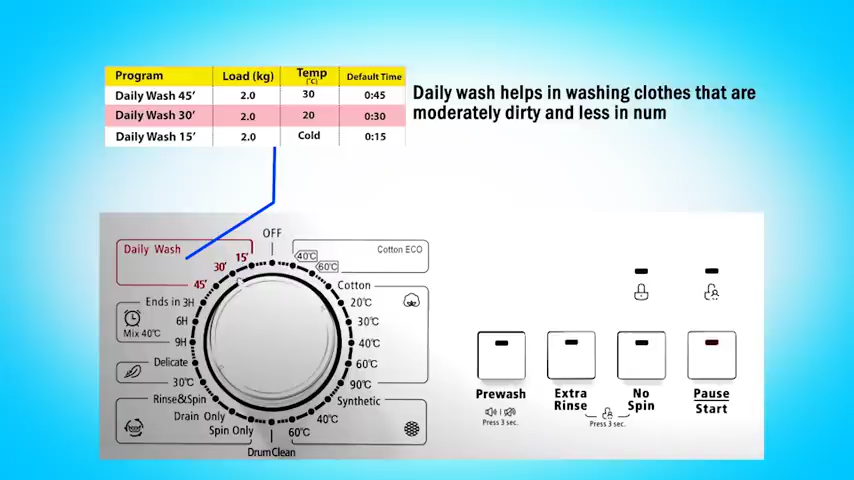 Program Load (kg) Temp (°C) Default Time
Daily Wash 45' 2.0 30 0:45
Daily Wash 30' 2.0 20 0:30
Daily Wash 15' 2.0 Cold 0:15
Daily wash helps in washing clothes that are
moderately dirty and less in num
OFF
Daily Wash
15'
30'
45'
40°C
60°C
Cotton ECO
Cotton
20°C
30°C
40°C
60°C
90°C
Synthetic
40°C
60°C
Ends in 3H
6H
9H
Mix 40°C
Delicate
30°C
Rinse&Spin
Drain Only
Spin Only
DrumClean
Prewash
Press 3 sec.
Extra
Rinse
No
Spin
Press 3 sec.
Pause
Start